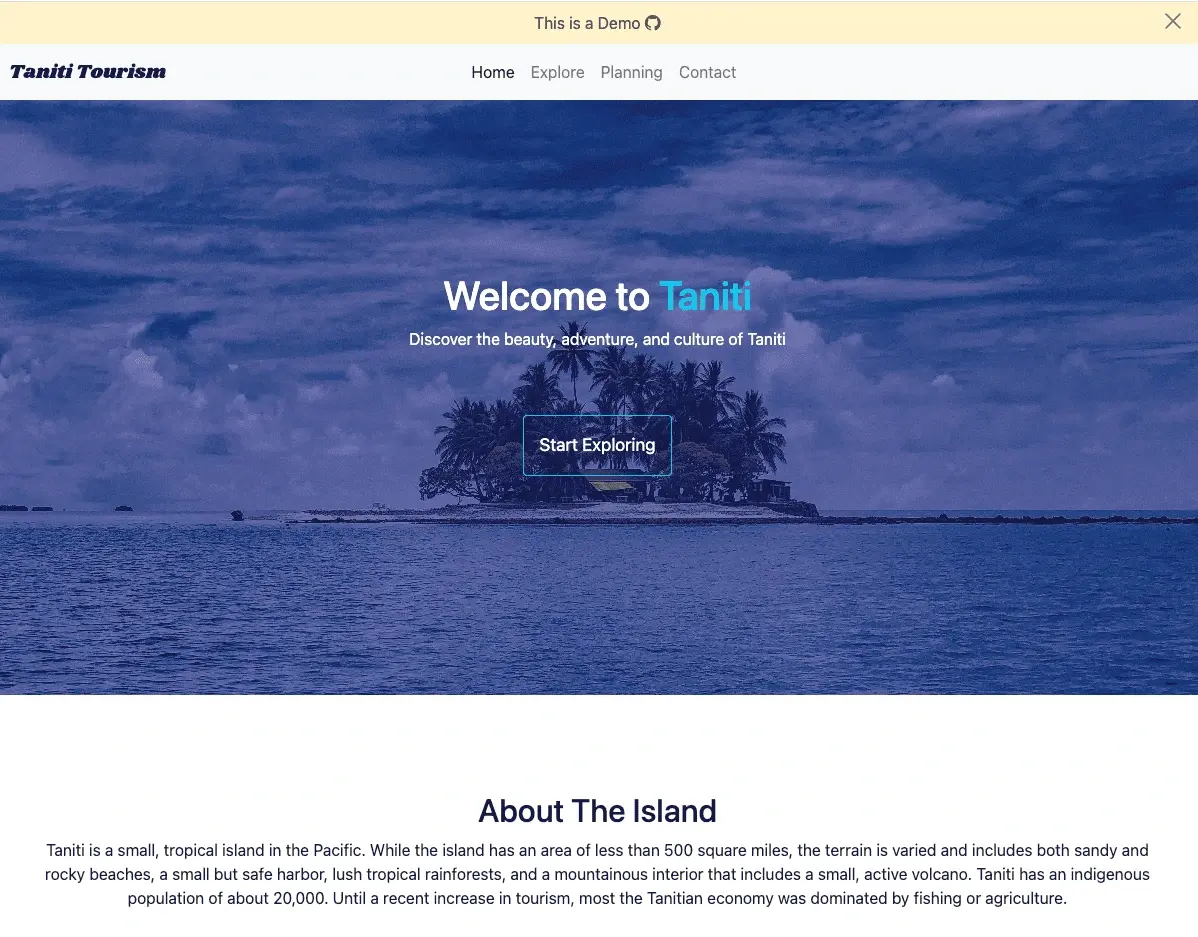 This is a Demo
Taniti Tourism
Home Explore Planning Contact
Welcome to Taniti
Discover the beauty, adventure, and culture of Taniti
Start Exploring
About The Island
Taniti is a small, tropical island in the Pacific. While the island has an area of less than 500 square miles, the terrain is varied and includes both sandy and
rocky beaches, a small but safe harbor, lush tropical rainforests, and a mountainous interior that includes a small, active volcano. Taniti has an indigenous
population of about 20,000. Until a recent increase in tourism, most the Tanitian economy was dominated by fishing or agriculture.